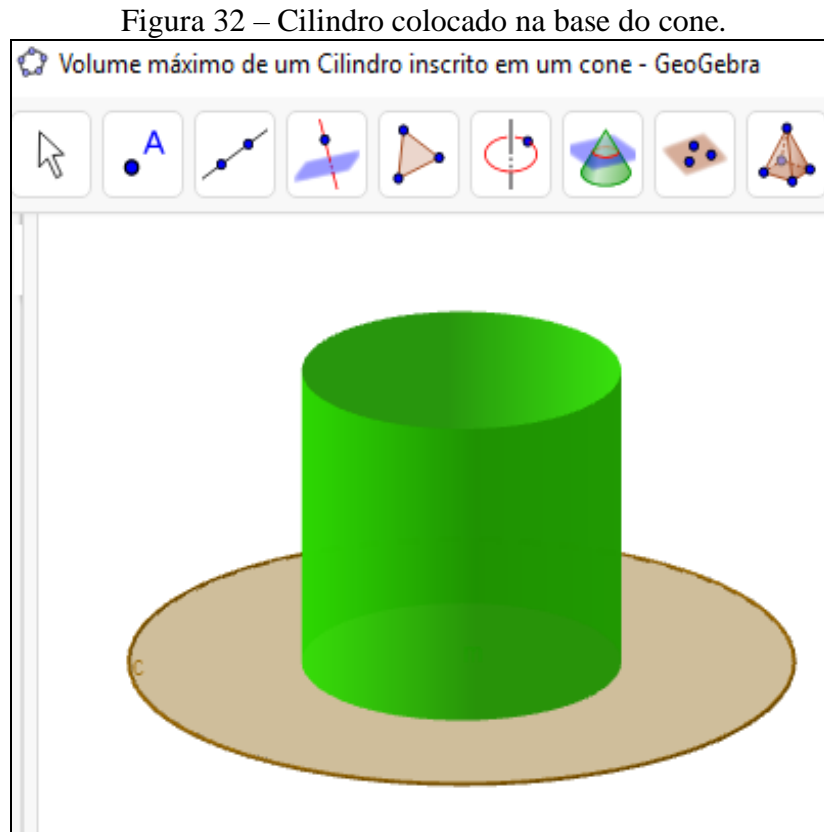 Figura 32 – Cilindro colocado na base do cone.
Volume máximo de um Cilindro inscrito em um cone - GeoGebra
A
c